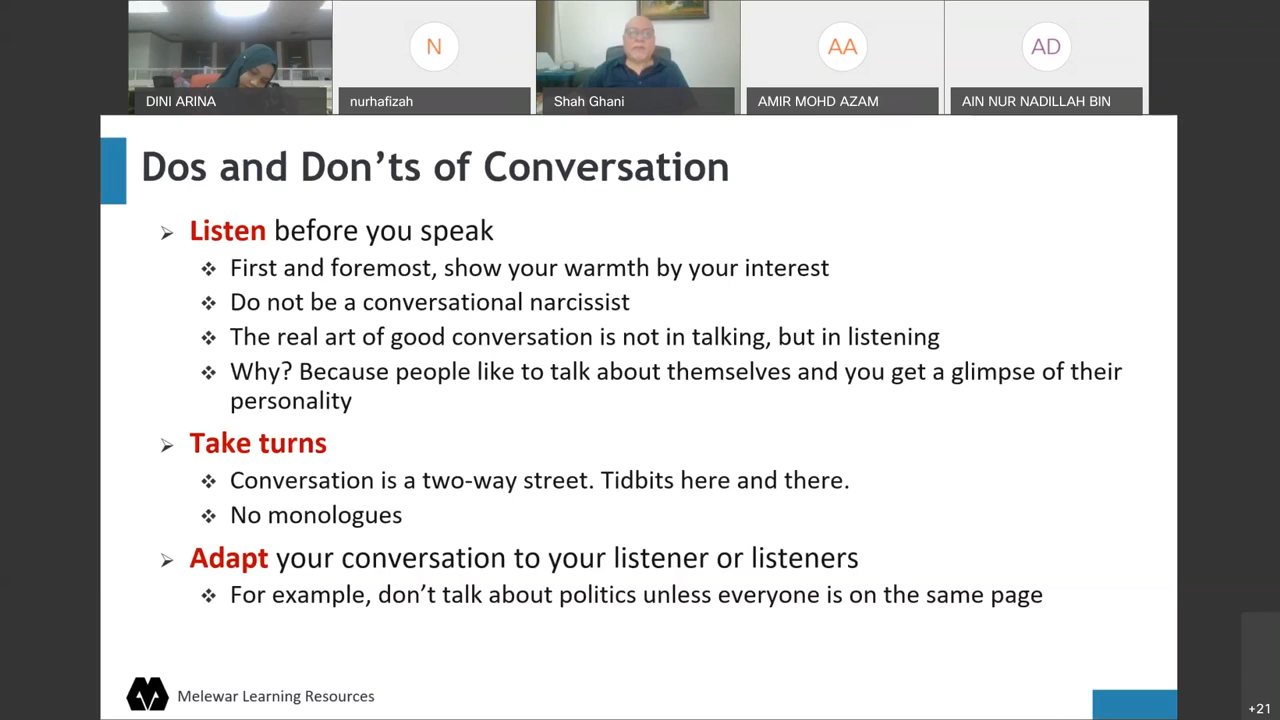 N
AA
AD
DINI ARINA
nurhafizah
Shah Ghani
AMIR MOHD AZAM
AIN NUR NADILLAH BIN
Dos and Don’ts of Conversation
Listen before you speak
First and foremost, show your warmth by your interest
Do not be a conversational narcissist
The real art of good conversation is not in talking, but in listening
Why? Because people like to talk about themselves and you get a glimpse of their
personality
Take turns
Conversation is a two-way street. Tidbits here and there.
No monologues
Adapt your conversation to your listener or listeners
For example, don’t talk about politics unless everyone is on the same page
Melewar Learning Resources
+21